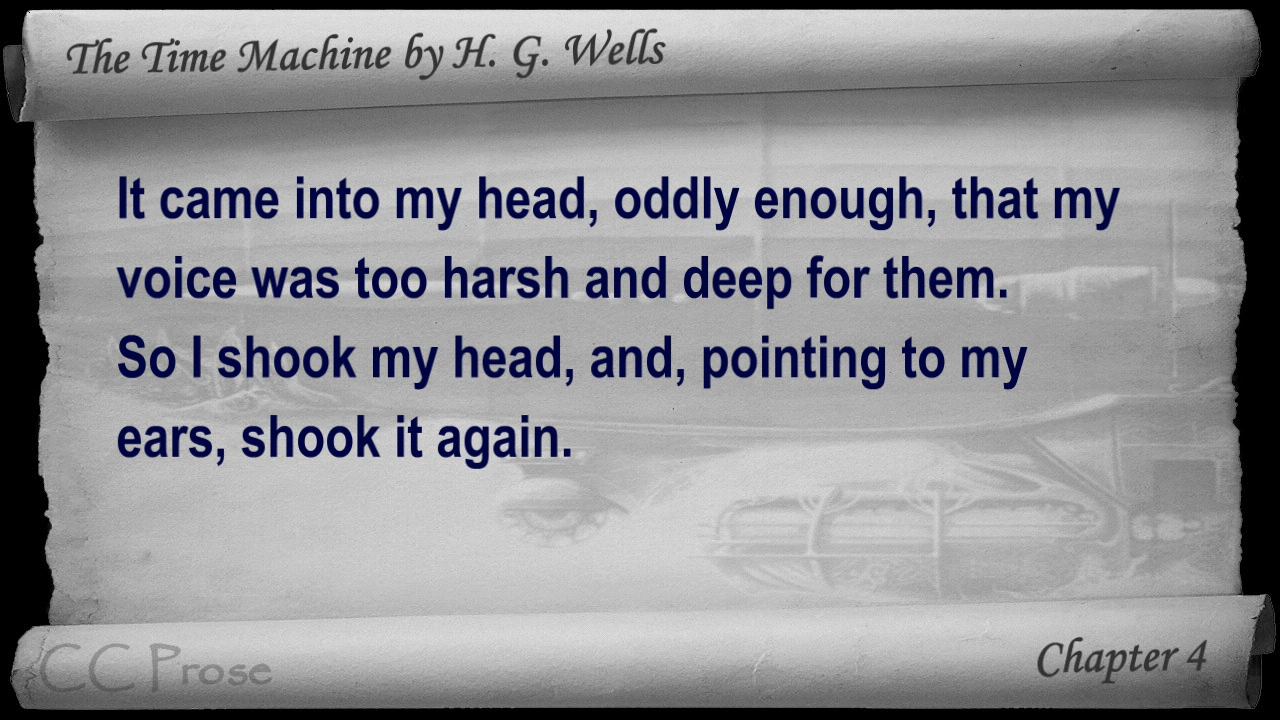 The Time Machine by H. G. Wells
It came into my head, oddly enough, that my
voice was too harsh and deep for them.
So I shook my head, and, pointing to my
ears, shook it again.
CC Prose
Chapter 4